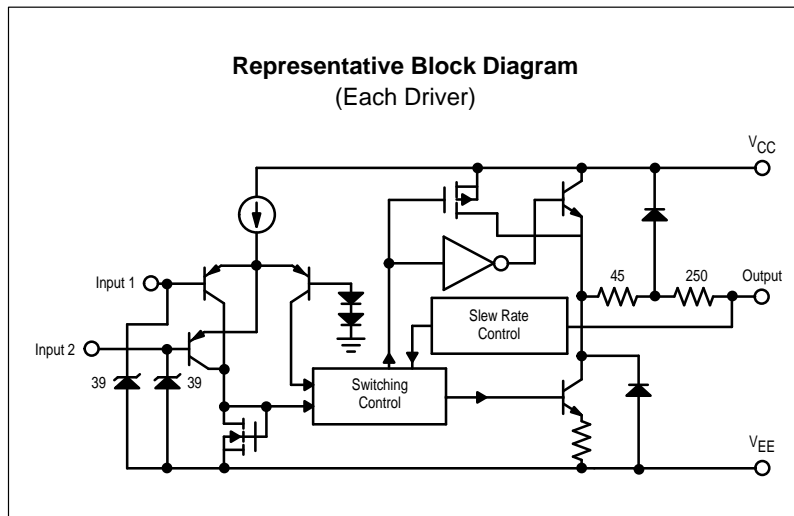 Representative Block Diagram
(Each Driver)
VCC
Input 1
45
250
Output
Slew Rate
Control
Input 2
39
39
Switching
Control
VEE